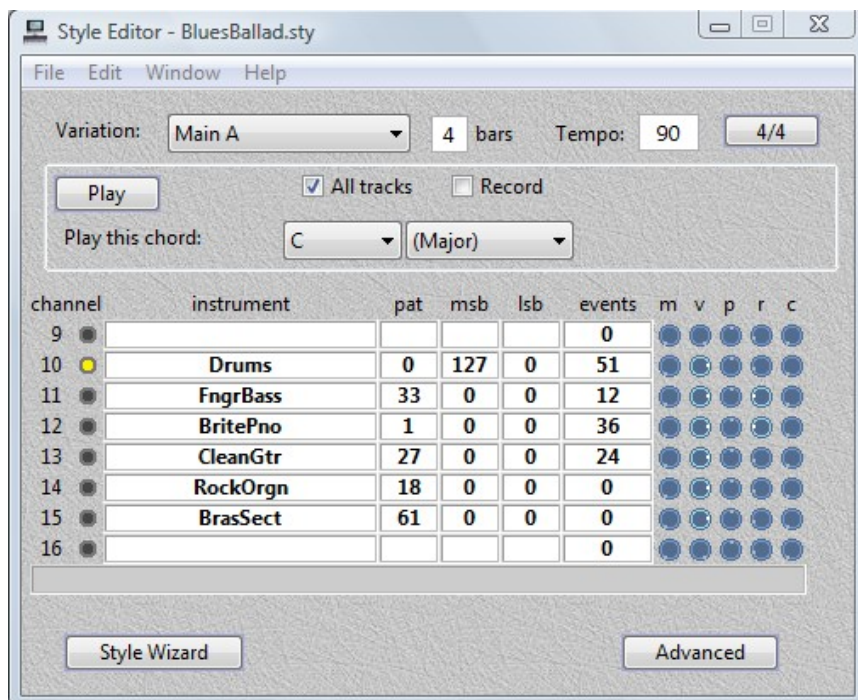 Style Editor - BluesBallad.sty
File Edit Window Help
Variation: Main A 4 bars Tempo: 90 4/4
Play All tracks Record
Play this chord: C (Major)
channel instrument pat msb lsb events m v p r c
9 0
10 Drums 0 127 0 51
11 FngrBass 33 0 0 12
12 BritePno 1 0 0 36
13 CleanGtr 27 0 0 24
14 RockOrgn 18 0 0 0
15 BrasSect 61 0 0 0
16 0
Style Wizard Advanced